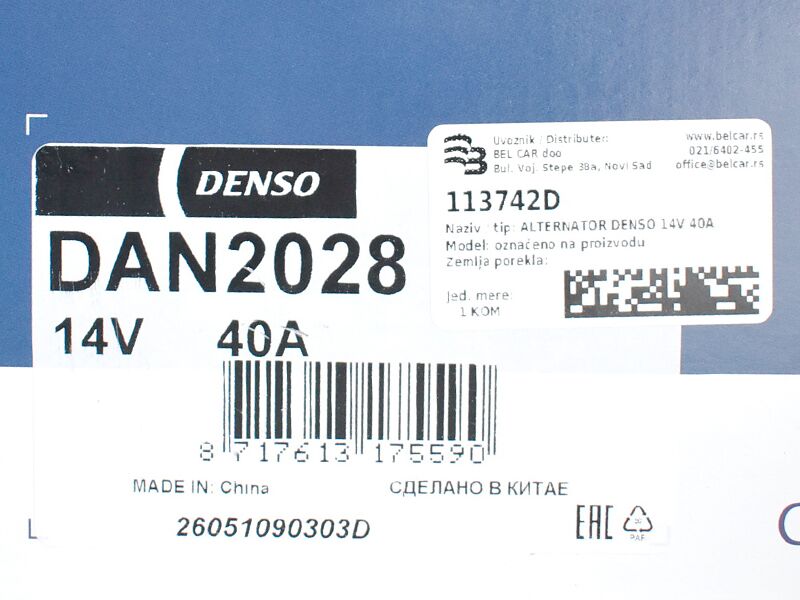 DENSO
DAN2028
14V 40A
8 717613 175590
MADE IN: China
СДЕЛАНО В КИТАЕ
26051090303D
EAC
PAP
Uvoznik / Distributer:
BEL CAR doo
Bul. Voj. Stepe 38a, Novi Sad
www.belcar.rs
021/6402-455
office@belcar.rs
113742D
Naziv / tip: ALTERNATOR DENSO 14V 40A
Model: označeno na proizvodu
Zemlja porekla:
Jed. mere:
1 KOM